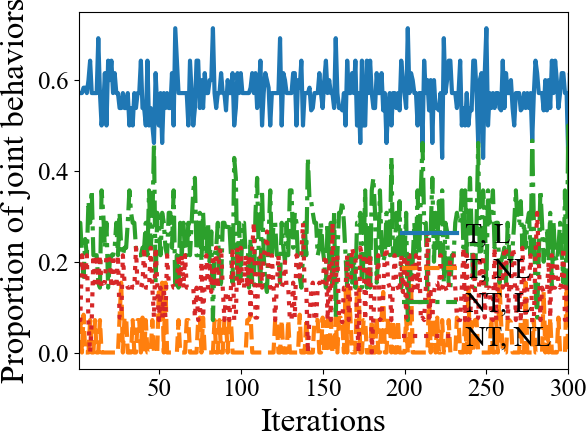 Proportion of joint behaviors
0.6
0.4
0.2
0.0
T, L
T, NL
NT, L
NT, NL
50
100
150
200
250
300
Iterations